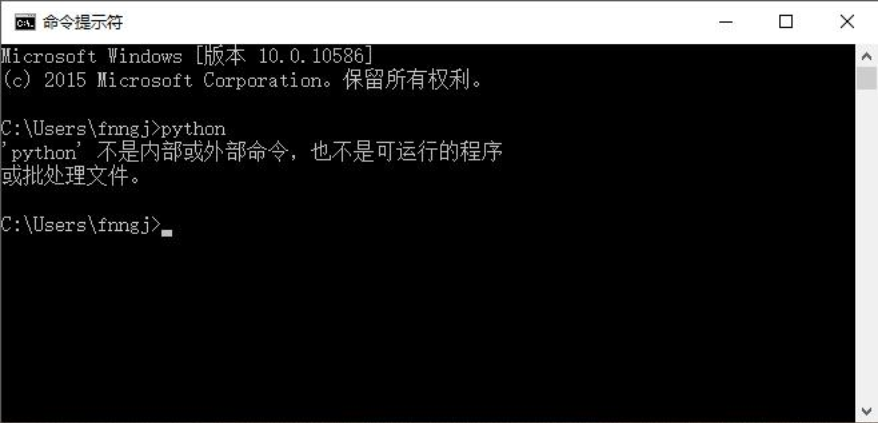 命令提示符
Microsoft Windows [版本 10.0.10586]
(c) 2015 Microsoft Corporation。保留所有权利。
C:\Users\fnngj>python
'python' 不是内部或外部命令，也不是可运行的程序
或批处理文件。
C:\Users\fnngj>